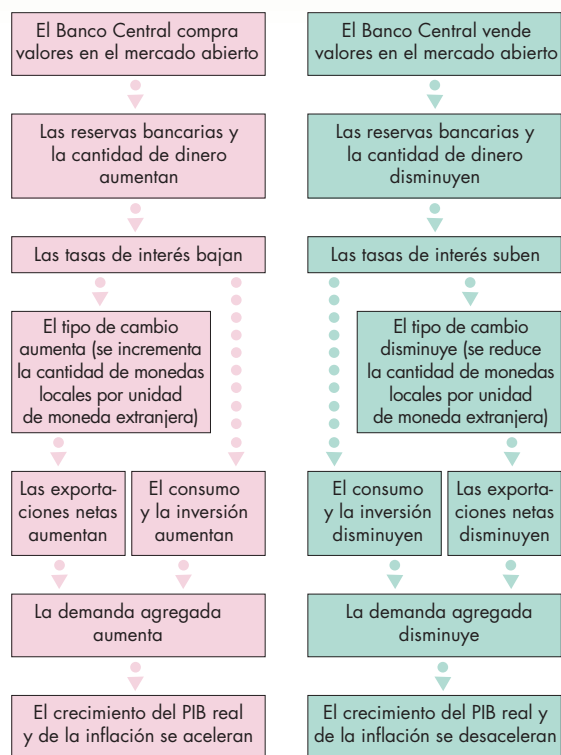 El Banco Central compra
valores en el mercado abierto
Las reservas bancarias y
la cantidad de dinero
aumentan
Las tasas de interés bajan
El tipo de cambio
aumenta (se incrementa
la cantidad de monedas
locales por unidad
de moneda extranjera)
Las exporta-
ciones netas
aumentan
El consumo
y la inversión
aumentan
La demanda agregada
aumenta
El crecimiento del PIB real
y de la inflación se aceleran
El Banco Central vende
valores en el mercado abierto
Las reservas bancarias y
la cantidad de dinero
disminuyen
Las tasas de interés suben
El tipo de cambio
disminuye (se reduce
la cantidad de monedas
locales por unidad
de moneda extranjera)
El consumo
y la inversión
disminuyen
Las exporta-
ciones netas
disminuyen
La demanda agregada
disminuye
El crecimiento del PIB real y
de la inflación se desaceleran